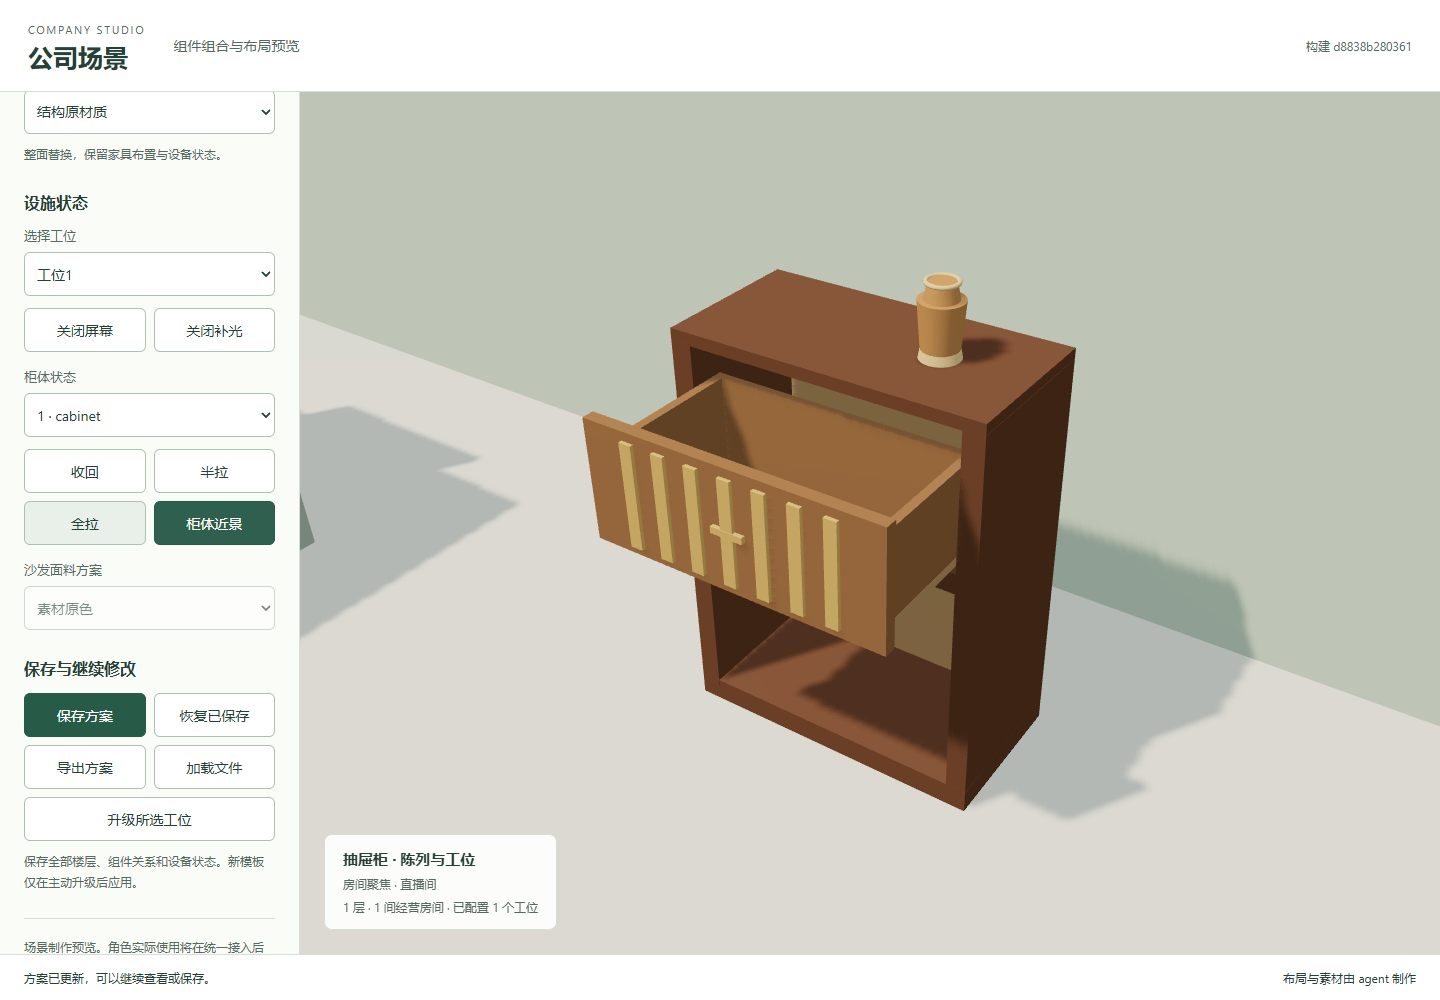 COMPANY STUDIO
公司场景
组件组合与布局预览
构建 d8838b280361
结构原材质
整面替换，保留家具布置与设备状态。
设施状态
选择工位
工位1
关闭屏幕
关闭补光
柜体状态
1 · cabinet
收回
半拉
全拉
柜体近景
沙发面料方案
素材原色
保存与继续修改
保存方案
恢复已保存
导出方案
加载文件
升级所选工位
保存全部楼层、组件关系和设备状态。新模板
仅在主动升级后应用。
场景制作预览。角色实际使用将在统一接入后
抽屉柜 · 陈列与工位
房间聚焦 · 直播间
1 层 · 1 间经营房间 · 已配置 1 个工位
方案已更新，可以继续查看或保存。
布局与素材由 agent 制作